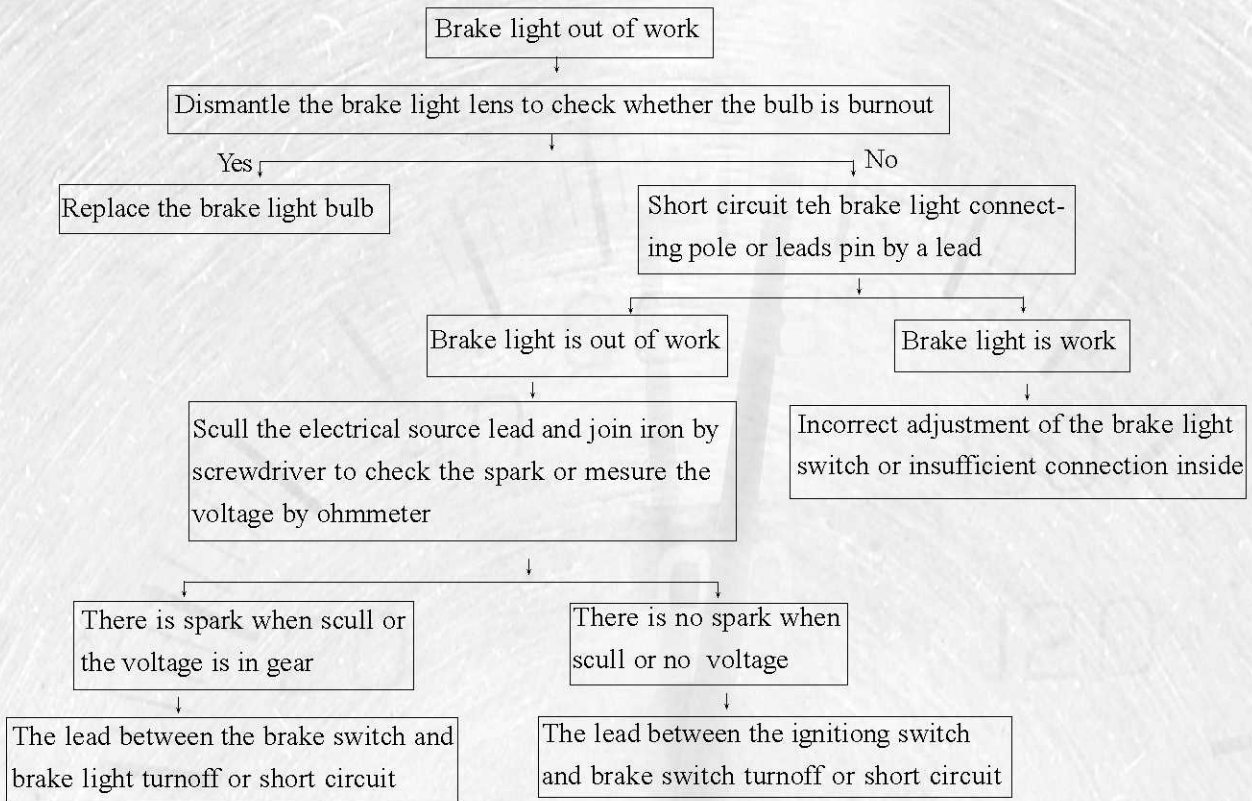 Brake light out of work
Dismantle the brake light lens to check whether the bulb is burnout
Yes
No
Replace the brake light bulb
Short circuit teh brake light connect-
ing pole or leads pin by a lead
Brake light is out of work
Brake light is work
Scull the electrical source lead and join iron by
screwdriver to check the spark or mesure the
voltage by ohmmeter
Incorrect adjustment of the brake light
switch or insufficient connection inside
There is spark when scull or
the voltage is in gear
There is no spark when
scull or no voltage
The lead between the brake switch and
brake light turnoff or short circuit
The lead between the ignitiong switch
and brake switch turnoff or short circuit